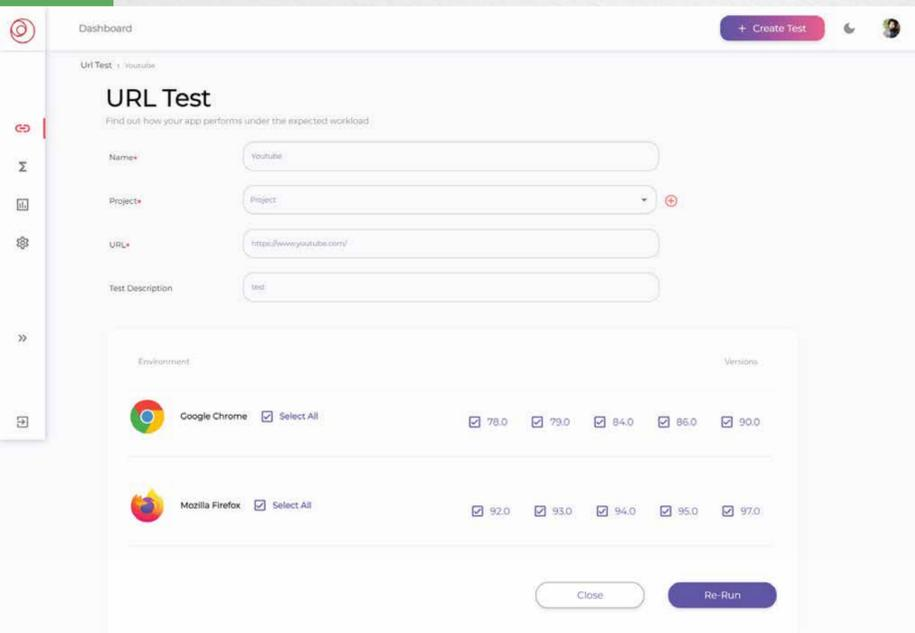 Dashboard
+ Create Test
Url Test › Youtube
URL Test
Find out how your app performs under the expected workload
Name*
Youtube
Project*
Project
URL*
https://www.youtube.com/
Test Description
test
Environment
Versions
Google Chrome Select All 78.0 79.0 84.0 86.0 90.0
Mozilla Firefox Select All 92.0 93.0 94.0 95.0 97.0
Close
Re-Run